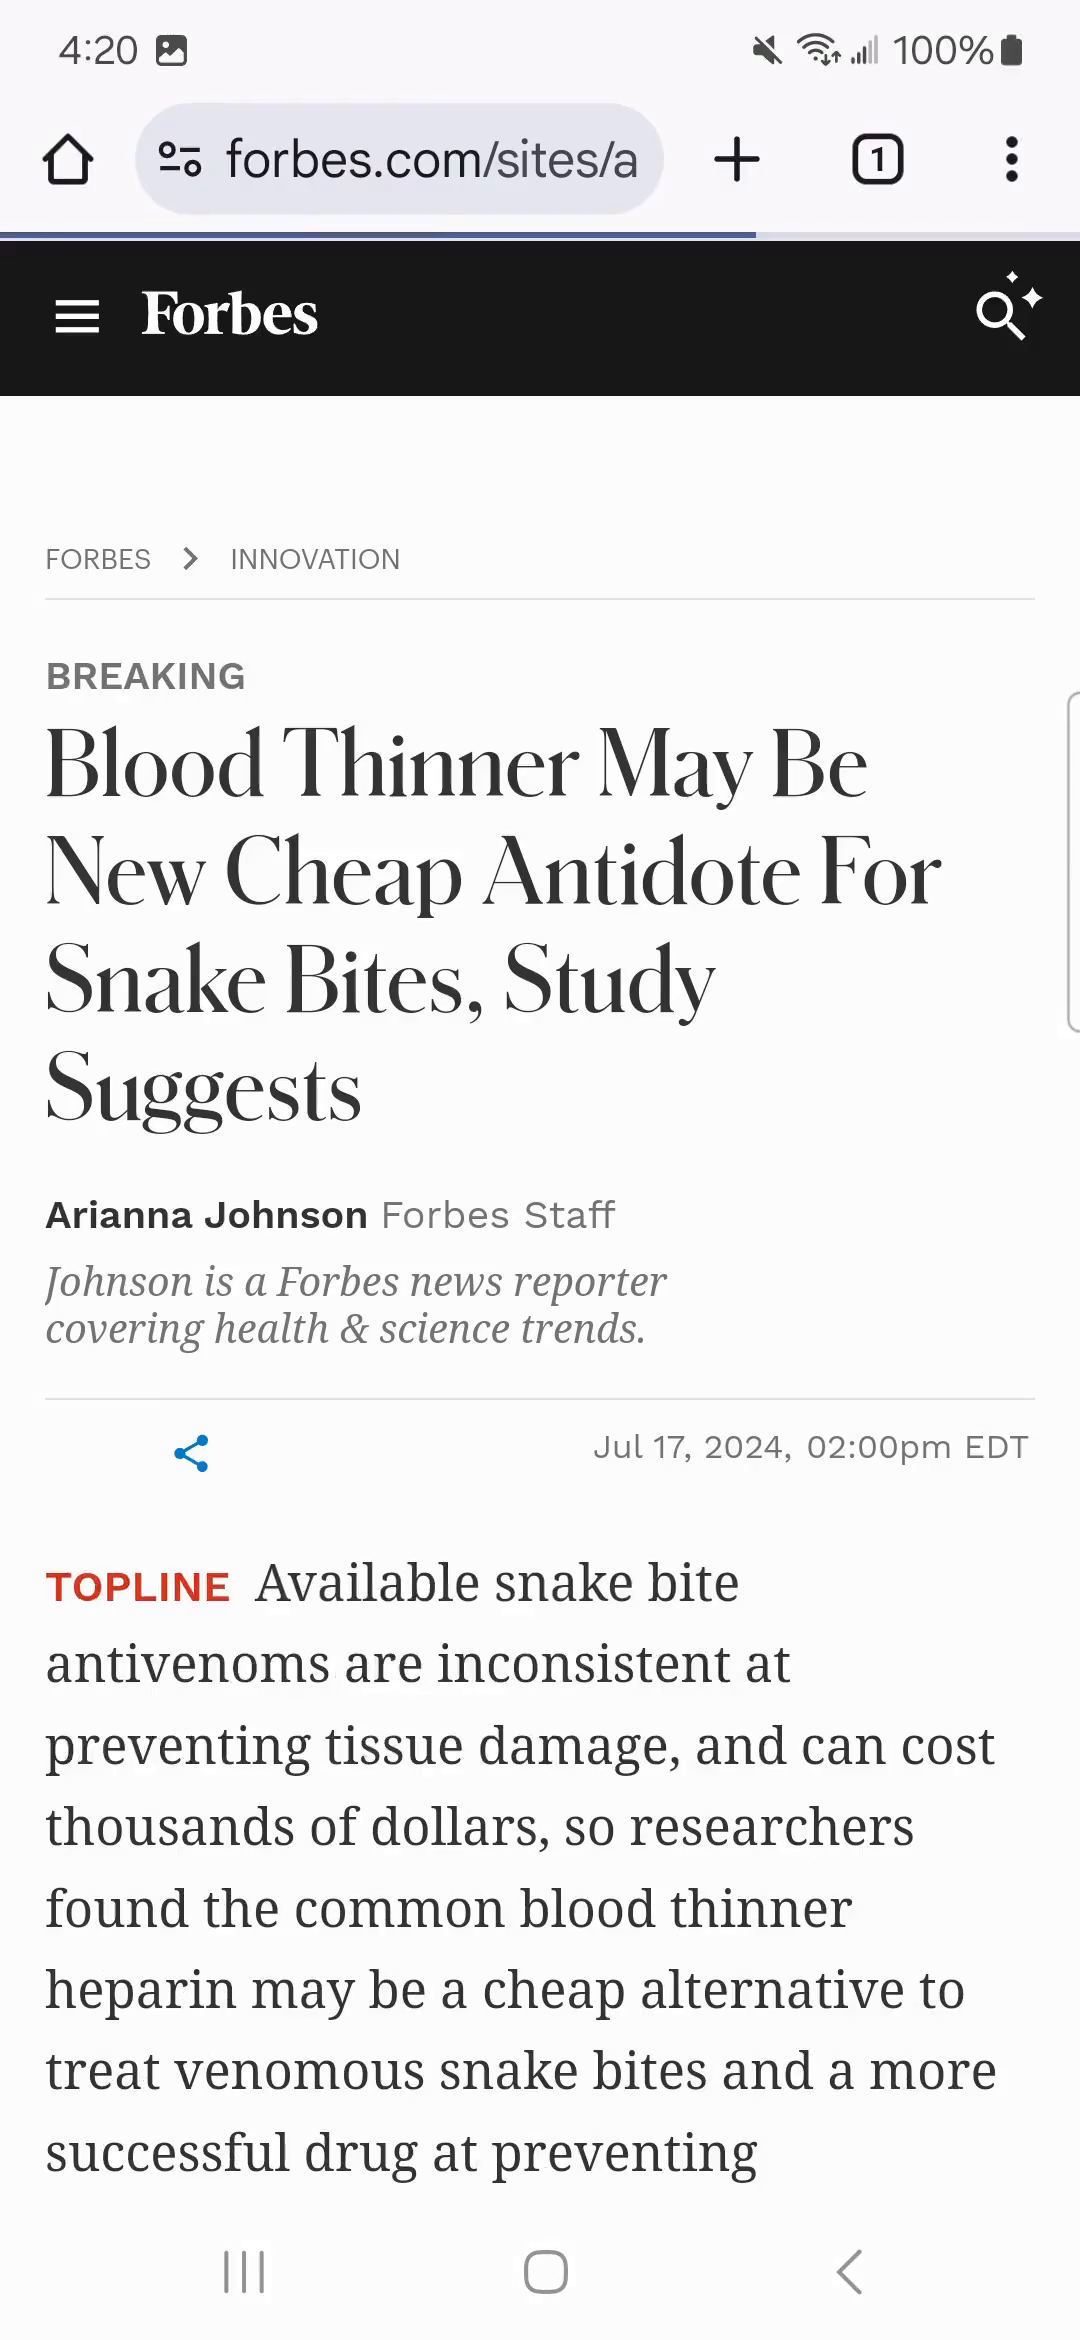 4:20
100%
forbes.com/sites/a
1
Forbes
FORBES > INNOVATION
BREAKING
Blood Thinner May Be
New Cheap Antidote For
Snake Bites, Study
Suggests
Arianna Johnson Forbes Staff
Johnson is a Forbes news reporter
covering health & science trends.
Jul 17, 2024, 02:00pm EDT
TOPLINE Available snake bite
antivenoms are inconsistent at
preventing tissue damage, and can cost
thousands of dollars, so researchers
found the common blood thinner
heparin may be a cheap alternative to
treat venomous snake bites and a more
successful drug at preventing